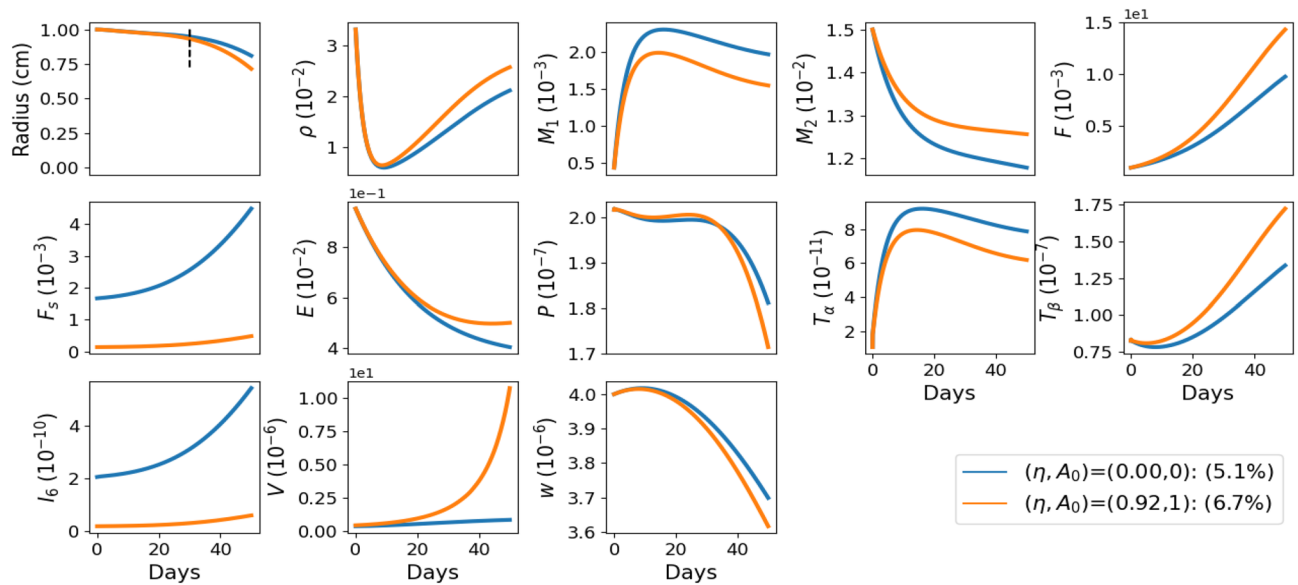 Radius (cm)
1.00
0.75
0.50
0.25
0.00
ρ (10⁻²)
3
2
1
M₁ (10⁻³)
2.0
1.5
1.0
0.5
M₂ (10⁻²)
1.5
1.4
1.3
1.2
1e1
F (10⁻³)
1.5
1.0
0.5
Fₛ (10⁻³)
4
3
2
1
0
1e−1
E (10⁻²)
8
6
4
P (10⁻⁷)
2.0
1.9
1.8
1.7
T_α (10⁻¹¹)
8
6
4
2
0 40
Days
T_β (10⁻⁷)
1.75
1.50
1.25
1.00
0.75
0 20 40
Days
I₆ (10⁻¹⁰)
4
2
0
0 20 40
Days
1e1
V (10⁻⁶)
1.00
0.75
0.50
0.25
0.00
0 20 40
Days
w (10⁻⁶)
4.0
3.9
3.8
3.7
3.6
0 20 40
Days
(η, A₀)=(0.00,0): (5.1%)
(η, A₀)=(0.92,1): (6.7%)